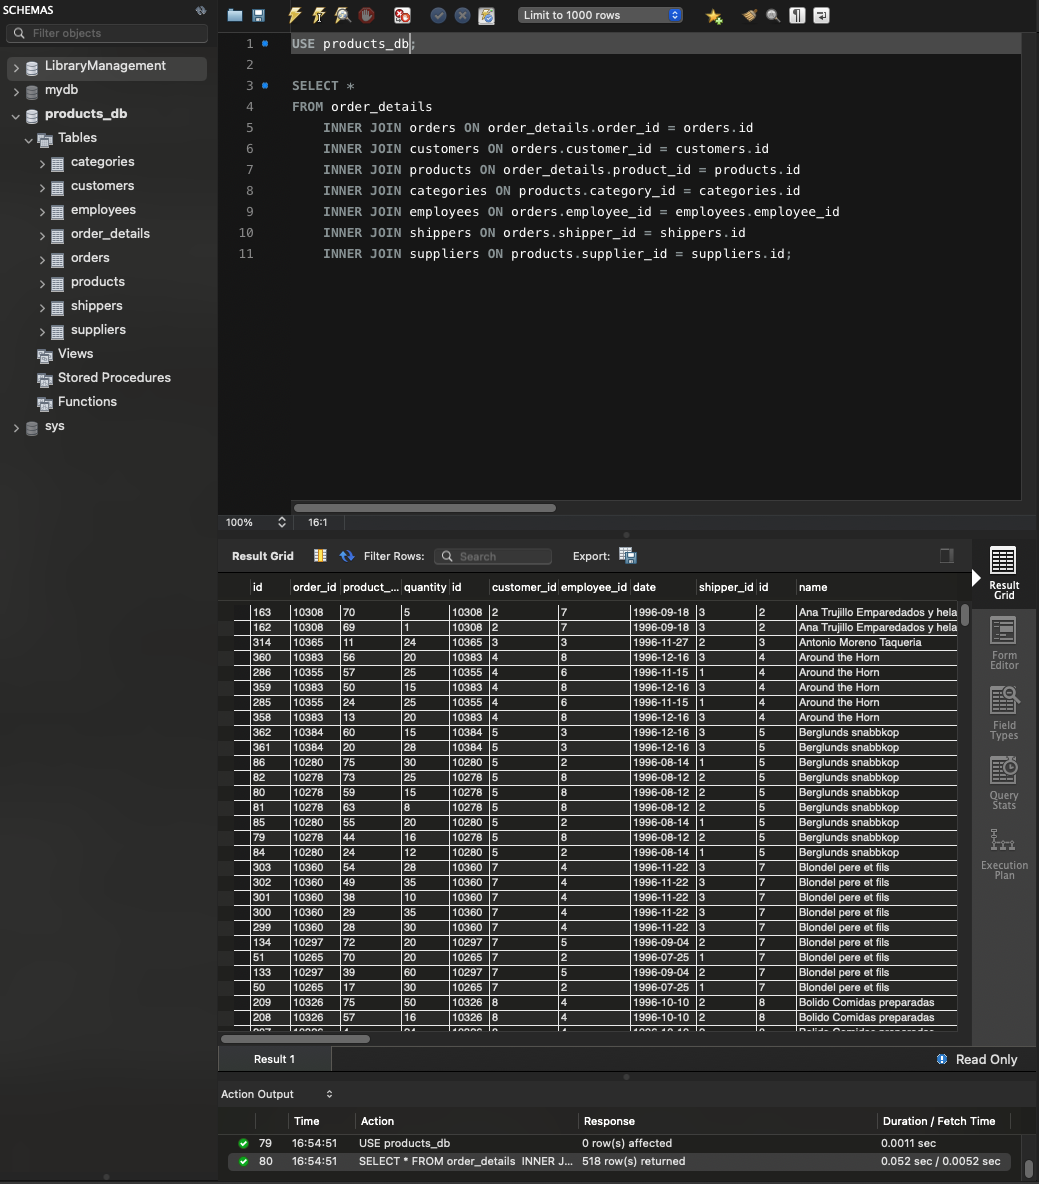 SCHEMAS
Filter objects
LibraryManagement
mydb
products_db
Tables
categories
customers
employees
order_details
orders
products
shippers
suppliers
Views
Stored Procedures
Functions
sys
Limit to 1000 rows
1 USE products_db;
2
3 SELECT *
4 FROM order_details
5 INNER JOIN orders ON order_details.order_id = orders.id
6 INNER JOIN customers ON orders.customer_id = customers.id
7 INNER JOIN products ON order_details.product_id = products.id
8 INNER JOIN categories ON products.category_id = categories.id
9 INNER JOIN employees ON orders.employee_id = employees.employee_id
10 INNER JOIN shippers ON orders.shipper_id = shippers.id
11 INNER JOIN suppliers ON products.supplier_id = suppliers.id;
100% 16:1
Result Grid Filter Rows: Search Export:
id order_id product_... quantity id customer_id employee_id date shipper_id id name
163 10308 70 5 10308 2 7 1996-09-18 3 2 Ana Trujillo Emparedados y hela
162 10308 69 1 10308 2 7 1996-09-18 3 2 Ana Trujillo Emparedados y hela
314 10365 11 24 10365 3 3 1996-11-27 2 3 Antonio Moreno Taqueria
360 10383 56 20 10383 4 8 1996-12-16 3 4 Around the Horn
286 10355 57 25 10355 4 6 1996-11-15 1 4 Around the Horn
359 10383 50 15 10383 4 8 1996-12-16 3 4 Around the Horn
285 10355 24 25 10355 4 6 1996-11-15 1 4 Around the Horn
358 10383 13 20 10383 4 8 1996-12-16 3 4 Around the Horn
362 10384 60 15 10384 5 3 1996-12-16 3 5 Berglunds snabbkop
361 10384 20 28 10384 5 3 1996-12-16 3 5 Berglunds snabbkop
86 10280 75 30 10280 5 2 1996-08-14 1 5 Berglunds snabbkop
82 10278 73 25 10278 5 8 1996-08-12 2 5 Berglunds snabbkop
80 10278 59 15 10278 5 8 1996-08-12 2 5 Berglunds snabbkop
81 10278 63 8 10278 5 8 1996-08-12 2 5 Berglunds snabbkop
85 10280 55 20 10280 5 2 1996-08-14 1 5 Berglunds snabbkop
79 10278 44 16 10278 5 8 1996-08-12 2 5 Berglunds snabbkop
84 10280 24 12 10280 5 2 1996-08-14 1 5 Berglunds snabbkop
303 10360 54 28 10360 7 4 1996-11-22 3 7 Blondel pere et fils
302 10360 49 35 10360 7 4 1996-11-22 3 7 Blondel pere et fils
301 10360 38 10 10360 7 4 1996-11-22 3 7 Blondel pere et fils
300 10360 29 35 10360 7 4 1996-11-22 3 7 Blondel pere et fils
299 10360 28 30 10360 7 4 1996-11-22 3 7 Blondel pere et fils
134 10297 72 20 10297 7 5 1996-09-04 2 7 Blondel pere et fils
51 10265 70 20 10265 7 2 1996-07-25 1 7 Blondel pere et fils
133 10297 39 60 10297 7 5 1996-09-04 2 7 Blondel pere et fils
50 10265 17 30 10265 7 2 1996-07-25 1 7 Blondel pere et fils
209 10326 75 50 10326 8 4 1996-10-10 2 8 Bolido Comidas preparadas
208 10326 57 16 10326 8 4 1996-10-10 2 8 Bolido Comidas preparadas
Result
Grid
Form
Editor
Field
Types
Query
Stats
Execution
Plan
Result 1 Read Only
Action Output
Time Action Response Duration / Fetch Time
79 16:54:51 USE products_db 0 row(s) affected 0.0011 sec
80 16:54:51 SELECT * FROM order_details INNER J... 518 row(s) returned 0.052 sec / 0.0052 sec